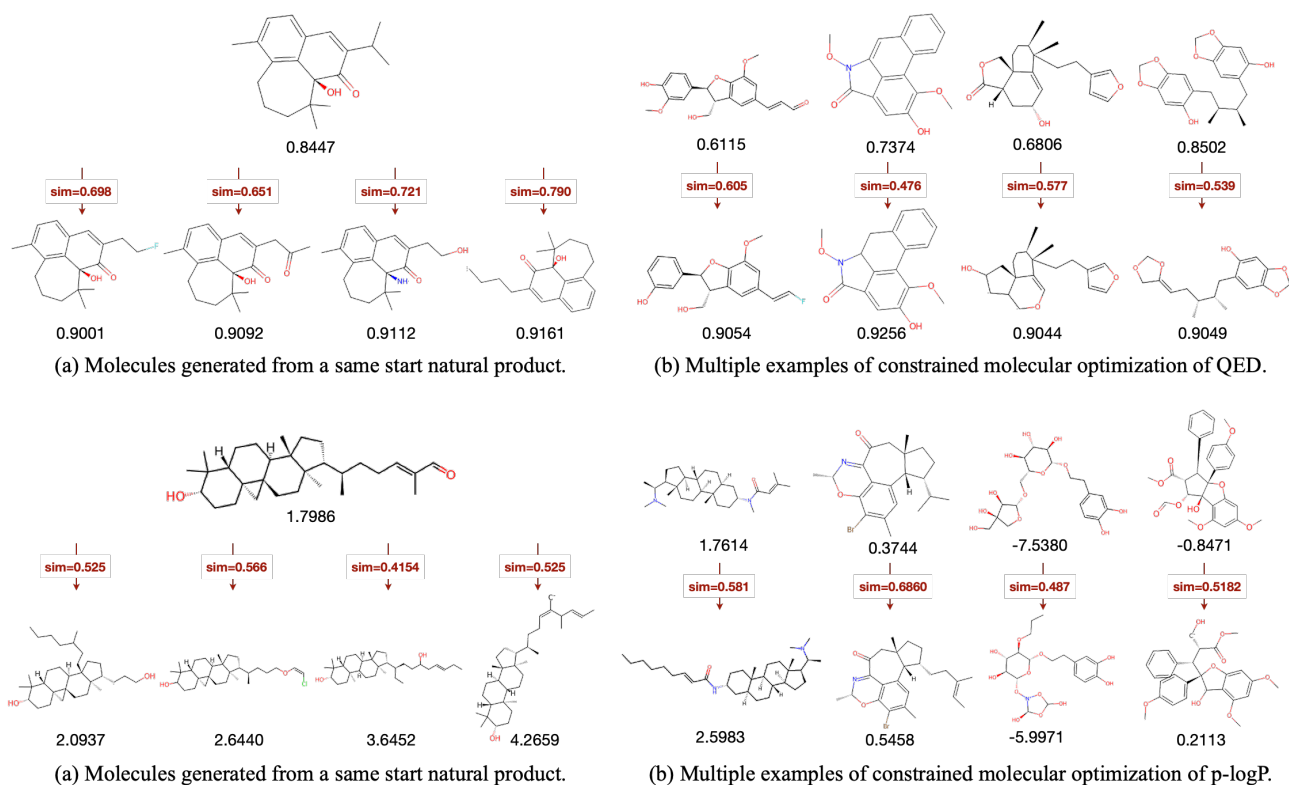 0.8447
sim=0.698 sim=0.651 sim=0.721 sim=0.790
0.9001 0.9092 0.9112 0.9161
(a) Molecules generated from a same start natural product.
0.6115 0.7374 0.6806 0.8502
sim=0.605 sim=0.476 sim=0.577 sim=0.539
0.9054 0.9256 0.9044 0.9049
(b) Multiple examples of constrained molecular optimization of QED.
1.7986
sim=0.525 sim=0.566 sim=0.4154 sim=0.525
2.0937 2.6440 3.6452 4.2659
(a) Molecules generated from a same start natural product.
1.7614 0.3744 -7.5380 -0.8471
sim=0.581 sim=0.6860 sim=0.487 sim=0.5182
2.5983 0.5458 -5.9971 0.2113
(b) Multiple examples of constrained molecular optimization of p-logP.